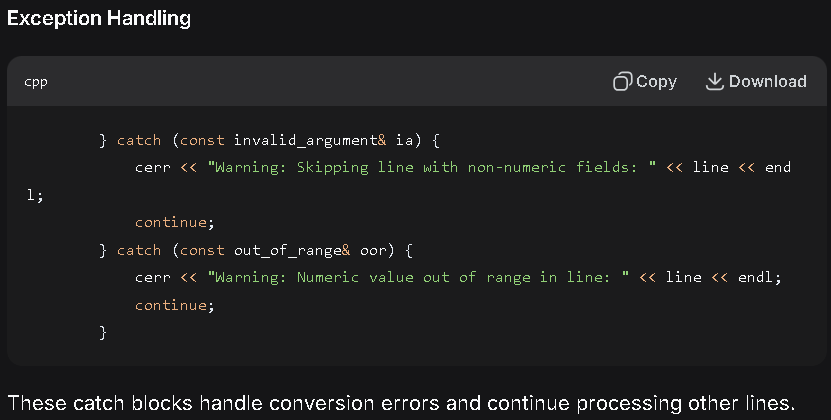 Exception Handling
cpp Copy Download
} catch (const invalid_argument& ia) {
cerr << "Warning: Skipping line with non-numeric fields: " << line << end
l;
continue;
} catch (const out_of_range& oor) {
cerr << "Warning: Numeric value out of range in line: " << line << endl;
continue;
}
These catch blocks handle conversion errors and continue processing other lines.